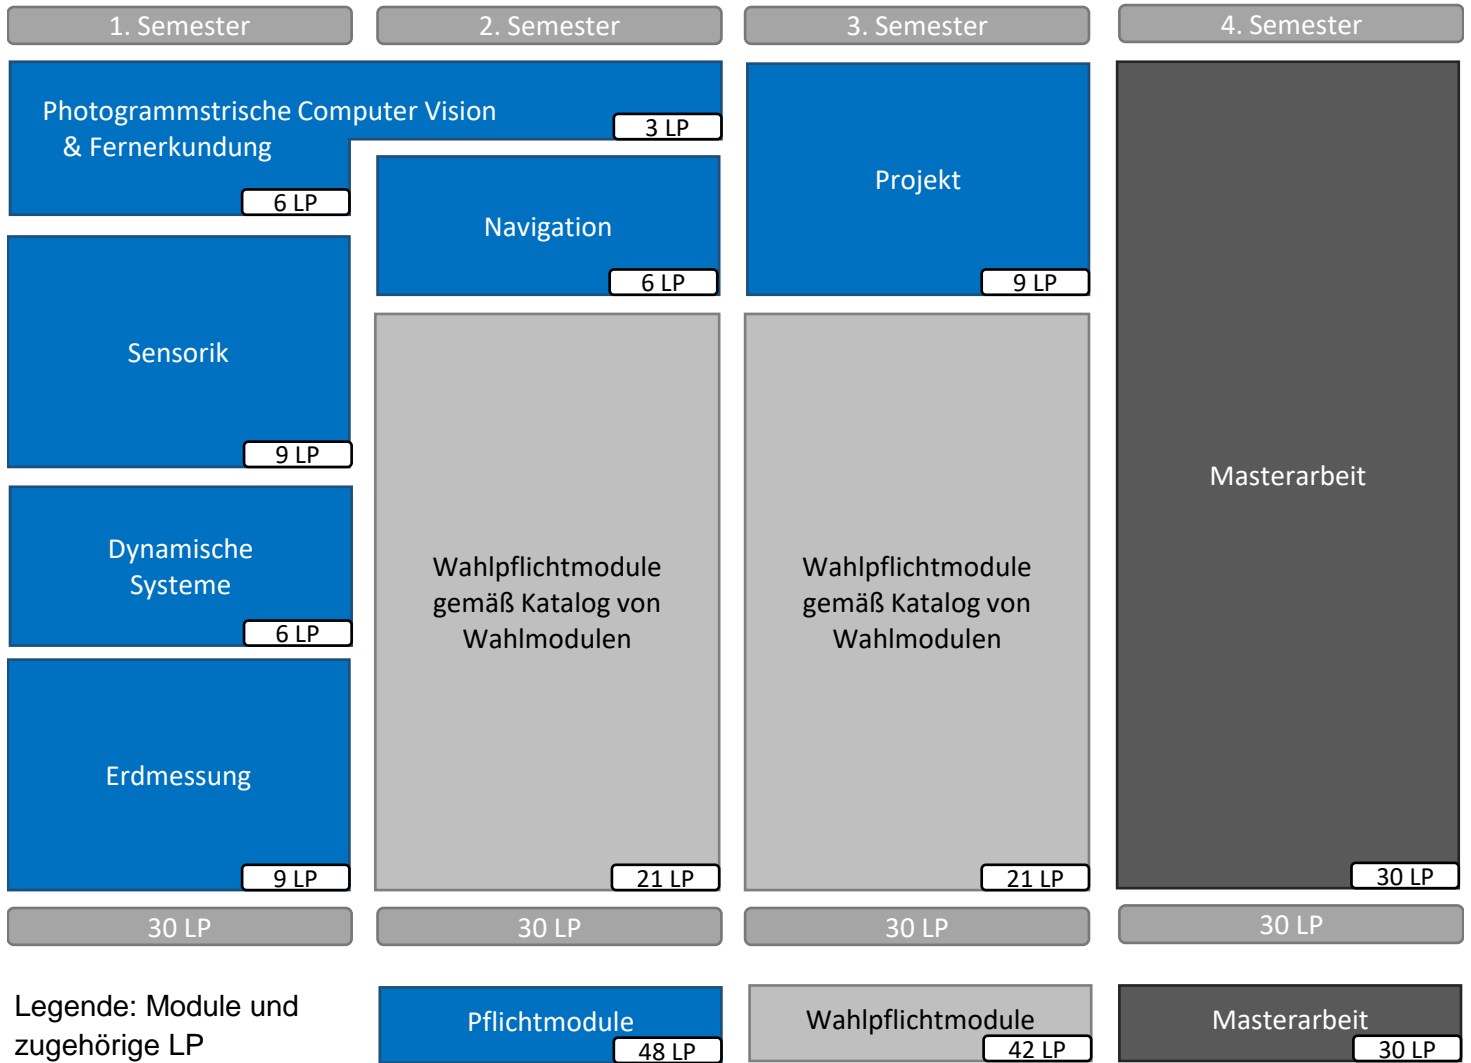 1. Semester
2. Semester
3. Semester
4. Semester
Photogrammstrische Computer Vision
& Fernerkundung
3 LP
6 LP
Sensorik
9 LP
Dynamische
Systeme
6 LP
Erdmessung
9 LP
Navigation
6 LP
Wahlpflichtmodule
gemäß Katalog von
Wahlmodulen
21 LP
Projekt
9 LP
Wahlpflichtmodule
gemäß Katalog von
Wahlmodulen
21 LP
Masterarbeit
30 LP
30 LP
30 LP
30 LP
30 LP
Legende: Module und
zugehörige LP
Pflichtmodule
48 LP
Wahlpflichtmodule
42 LP
Masterarbeit
30 LP